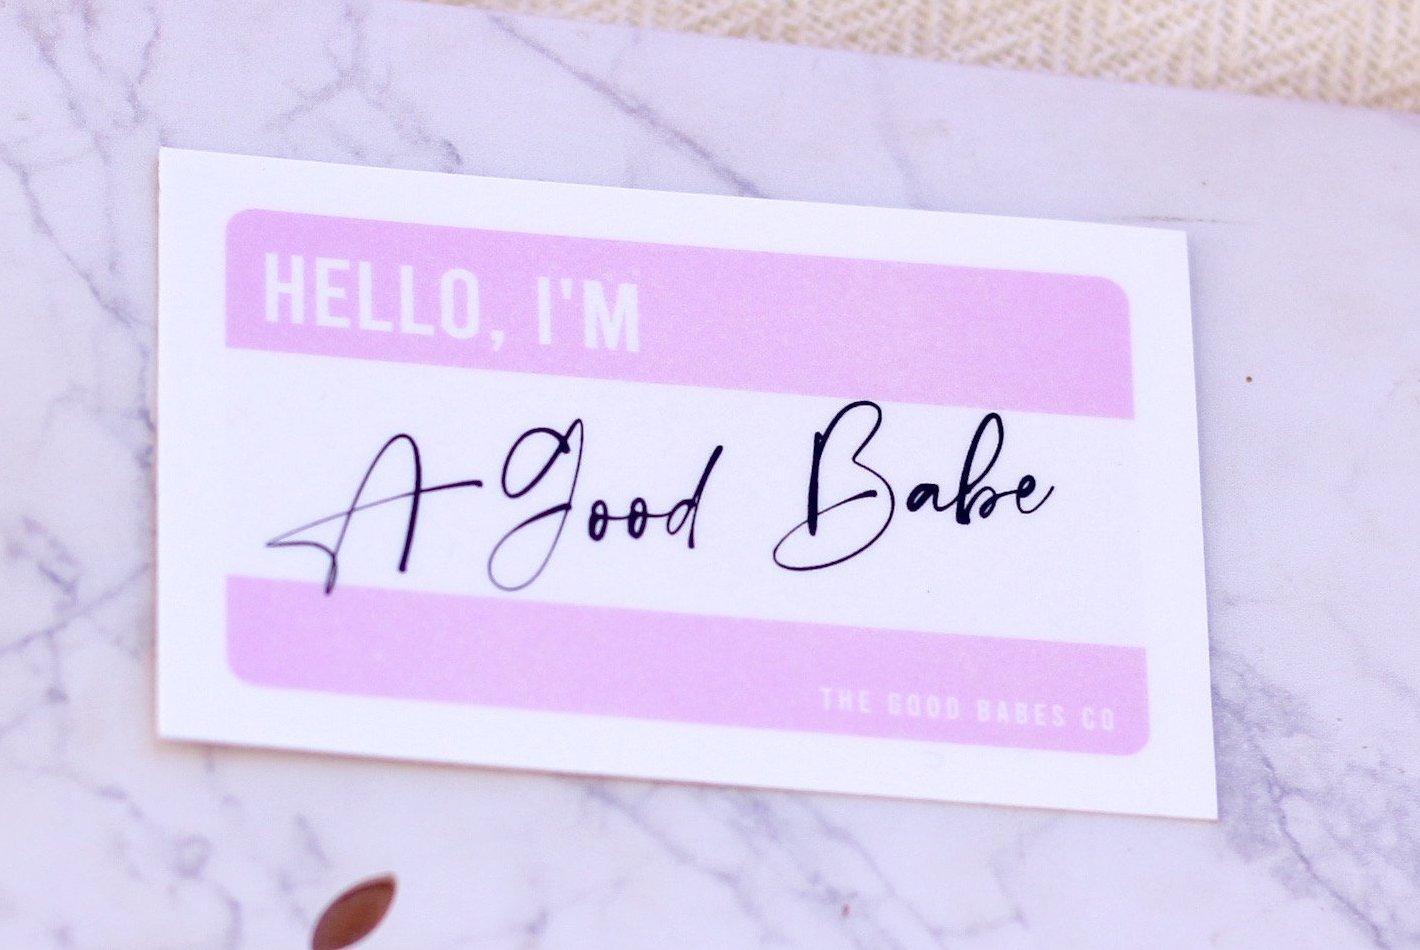 HELLO, I'M
A Good Babe
THE GOOD BABES CO